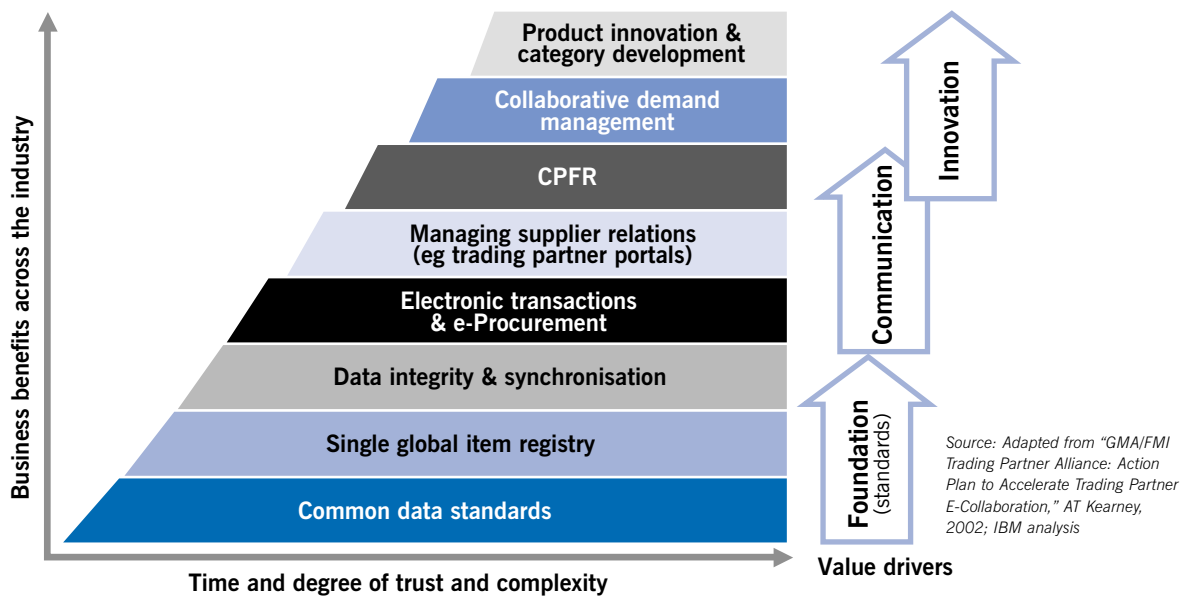 Business benefits across the industry
Product innovation &
category development
Collaborative demand
management
CPFR
Managing supplier relations
(eg trading partner portals)
Electronic transactions
& e-Procurement
Data integrity & synchronisation
Single global item registry
Common data standards
Time and degree of trust and complexity
Innovation
Communication
Foundation
(standards)
Value drivers
Source: Adapted from “GMA/FMI
Trading Partner Alliance: Action
Plan to Accelerate Trading Partner
E-Collaboration,” AT Kearney,
2002; IBM analysis